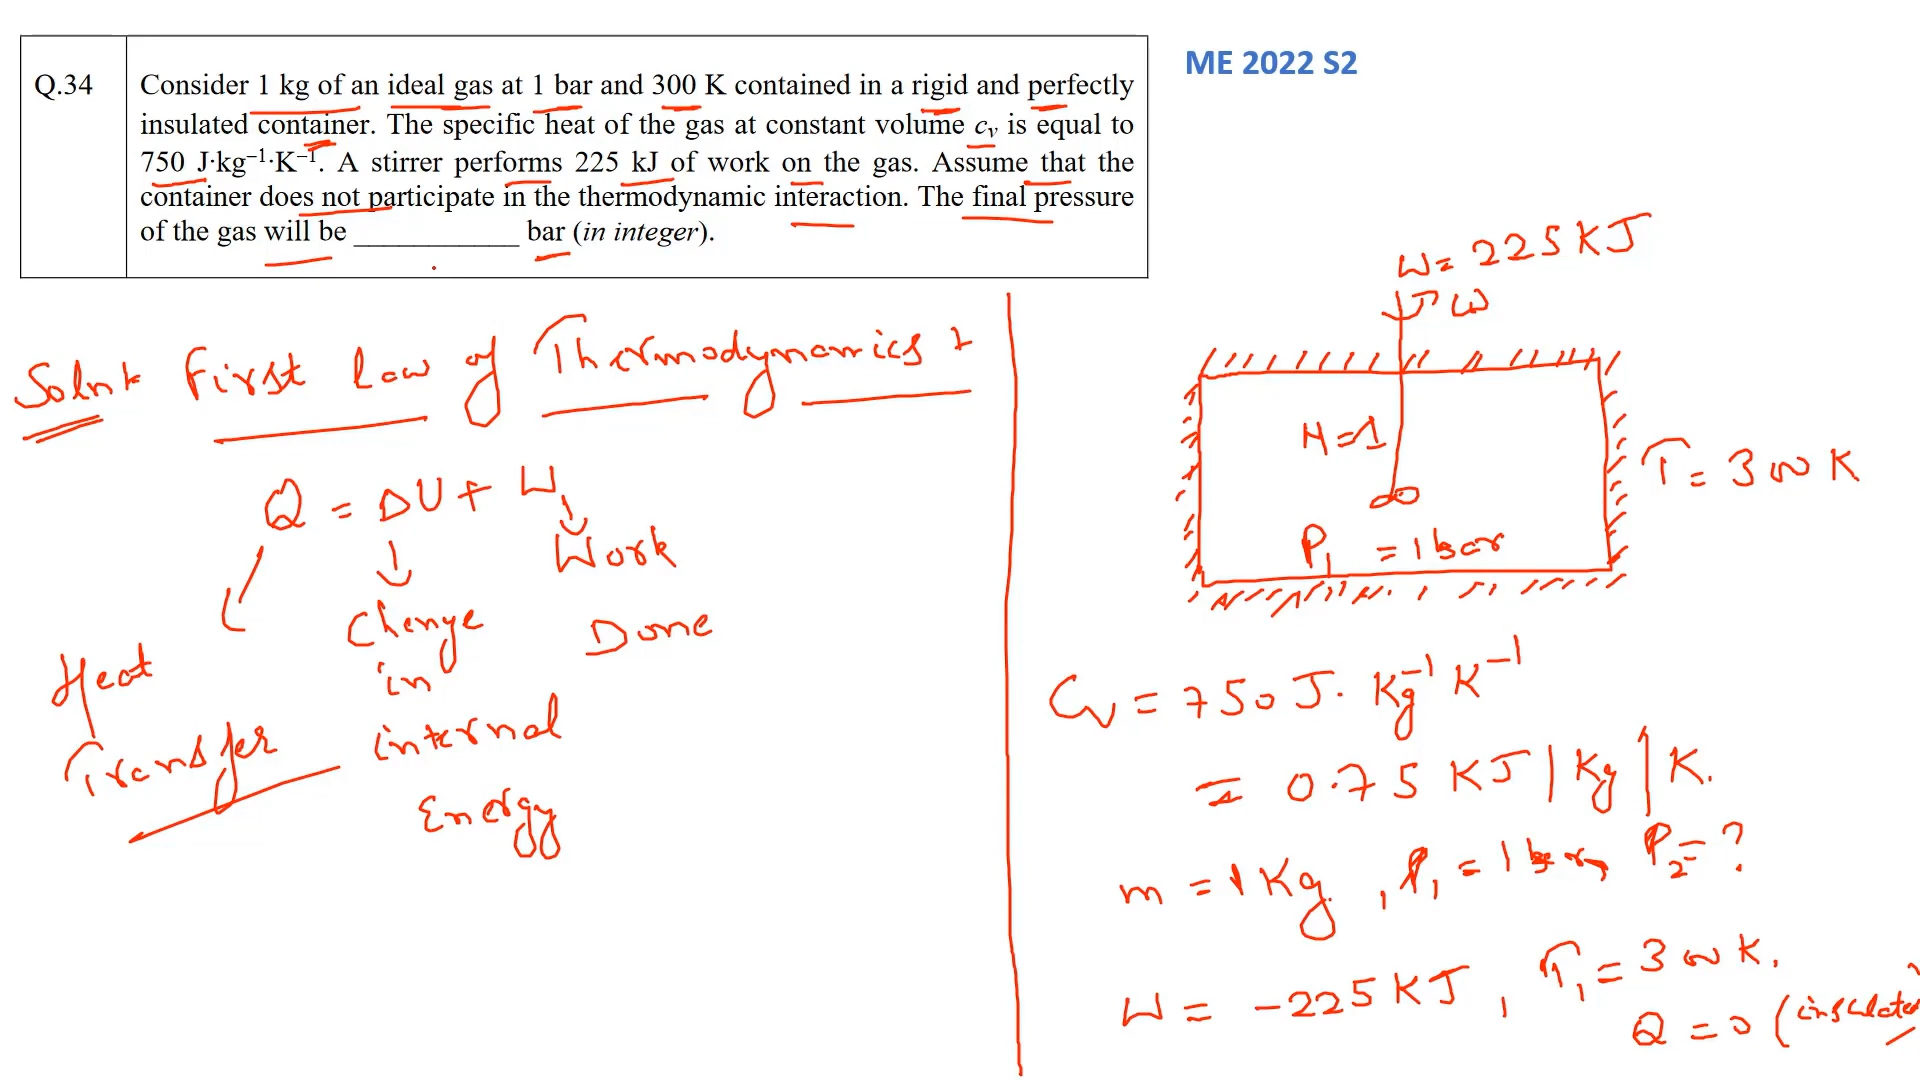 Q.34
Consider 1 kg of an ideal gas at 1 bar and 300 K contained in a rigid and perfectly
insulated container. The specific heat of the gas at constant volume cᵥ is equal to
750 J·kg⁻¹·K⁻¹. A stirrer performs 225 kJ of work on the gas. Assume that the
container does not participate in the thermodynamic interaction. The final pressure
of the gas will be ____________ bar (in integer).
ME 2022 S2
Soln:- First law of Thermodynamics :
Q = ΔU + W
Heat
Transfer
Change
in
internal
Energy
Work
Done
W = 225 KJ
W
M = 1
T = 300 K
P₁ = 1 bar
Cᵥ = 750 J. Kg⁻¹ K⁻¹
= 0.75 KJ | Kg | K.
m = 1 Kg, P₁ = 1 bar, P₂ = ?
W = -225 KJ, T₁ = 300 K.
Q = 0 (insulated